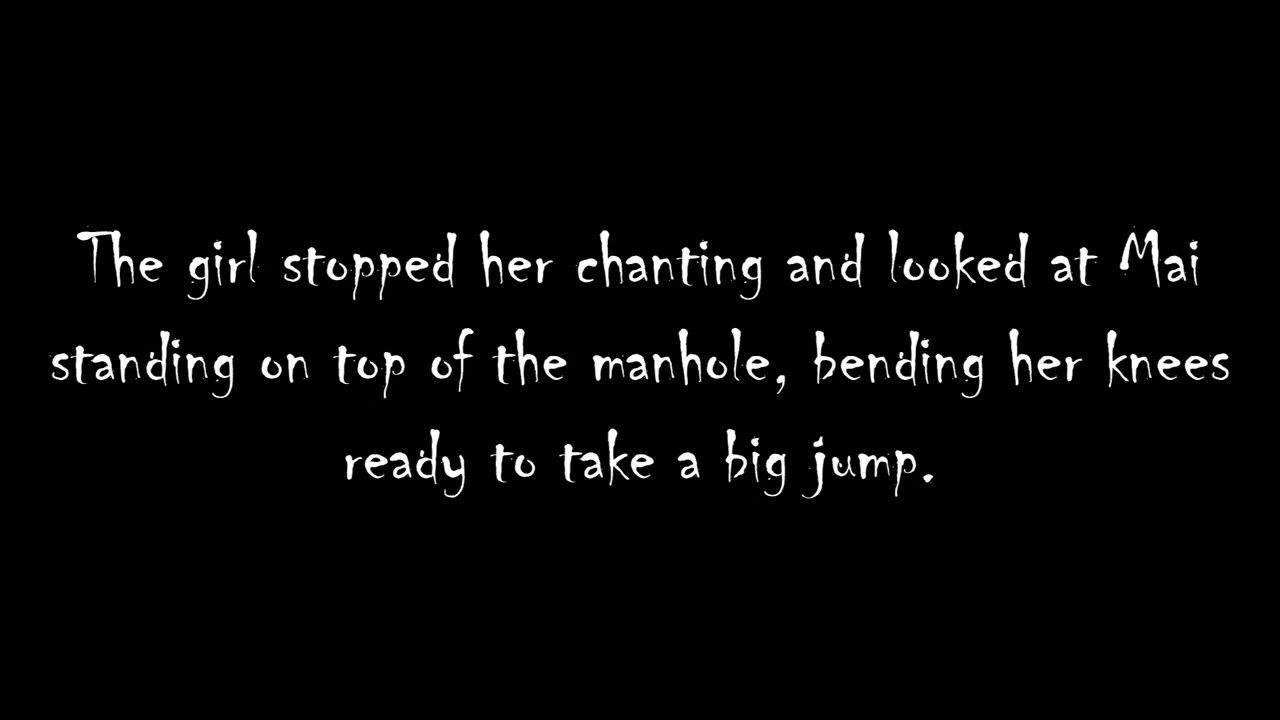 The girl stopped her chanting and looked at Mai
standing on top of the manhole, bending her knees
ready to take a big jump.